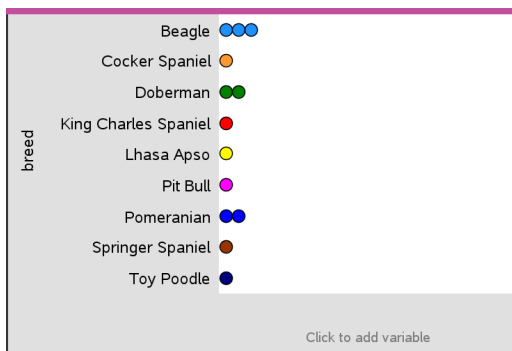 Beagle
Cocker Spaniel
Doberman
King Charles Spaniel
Lhasa Apso
Pit Bull
Pomeranian
Springer Spaniel
Toy Poodle
breed
Click to add variable